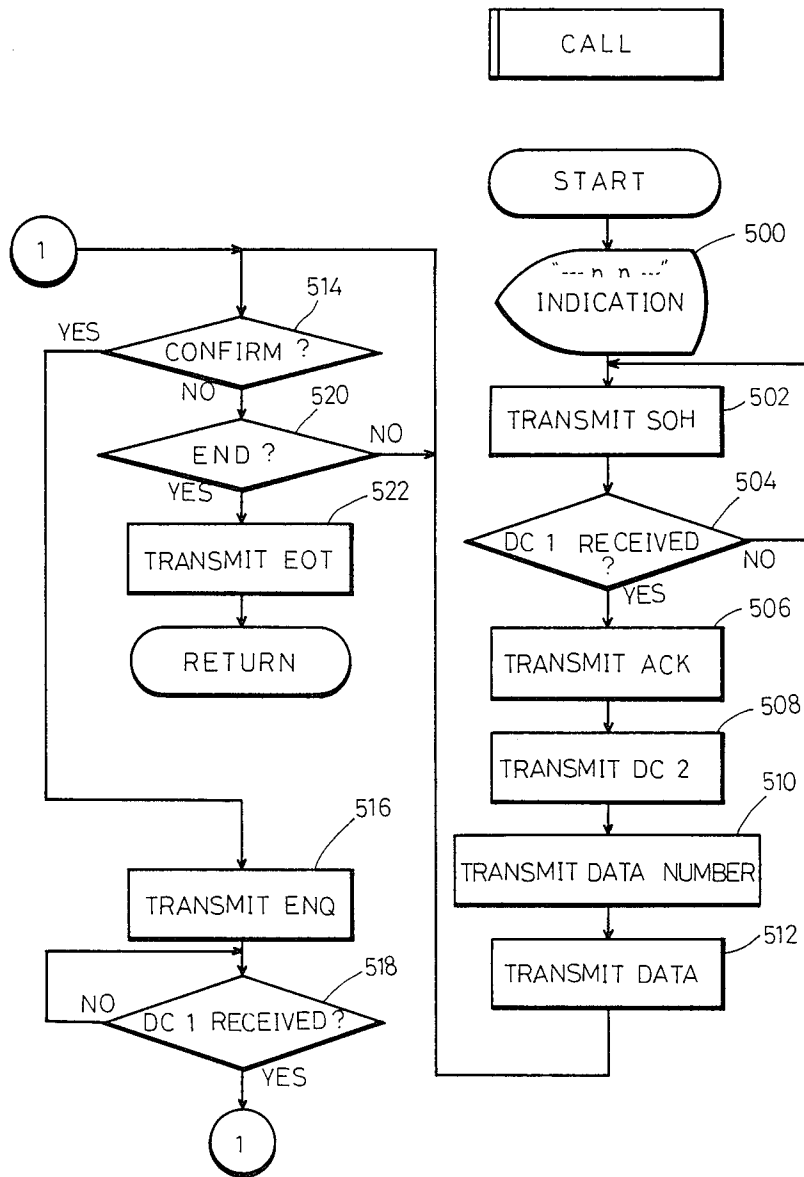 CALL
START
500
"--- n n ---"
INDICATION
502
TRANSMIT SOH
504
DC 1 RECEIVED
?
NO
YES
506
TRANSMIT ACK
508
TRANSMIT DC 2
510
TRANSMIT DATA NUMBER
512
TRANSMIT DATA
1
514
YES
CONFIRM ?
NO
520
END ?
NO
YES
522
TRANSMIT EOT
RETURN
516
TRANSMIT ENQ
518
NO
DC 1 RECEIVED?
YES
1